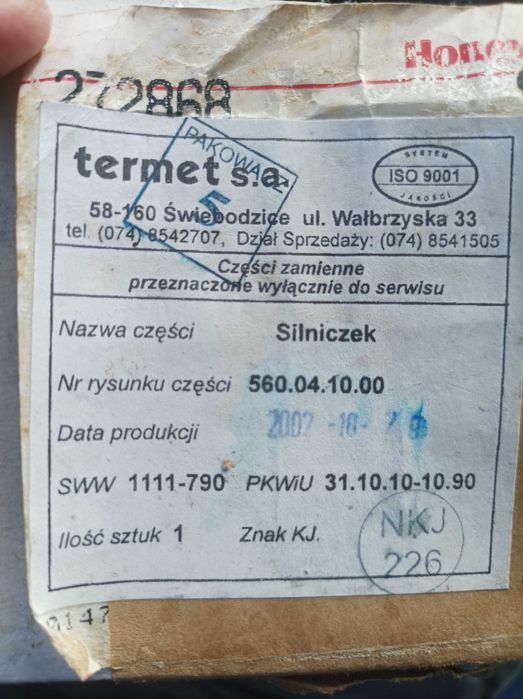 Honey
272868
termet s.a.
PAKOWAŁ
5
SYSTEM
ISO 9001
JAKOŚCI
58-160 Świebodzice ul. Wałbrzyska 33
tel. (074) 8542707, Dział Sprzedaży: (074) 8541505
Części zamienne
przeznaczone wyłącznie do serwisu
Nazwa części Silniczek
Nr rysunku części 560.04.10.00
Data produkcji 2002 -10-
SWW 1111-790 PKWiU 31.10.10-10.90
Ilość sztuk 1 Znak KJ.
NKJ
226
0147